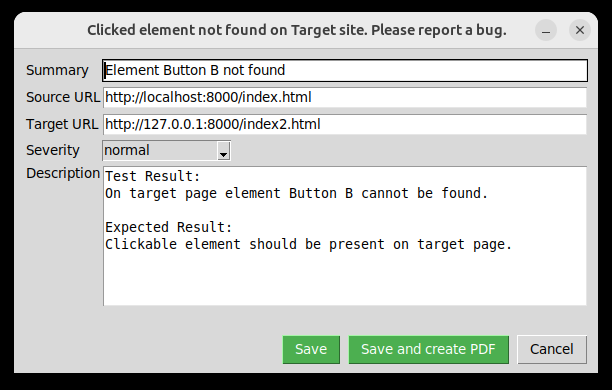 Clicked element not found on Target site. Please report a bug.
Summary Element Button B not found
Source URL http://localhost:8000/index.html
Target URL http://127.0.0.1:8000/index2.html
Severity normal
Description Test Result:
On target page element Button B cannot be found.
Expected Result:
Clickable element should be present on target page.
Save Save and create PDF Cancel